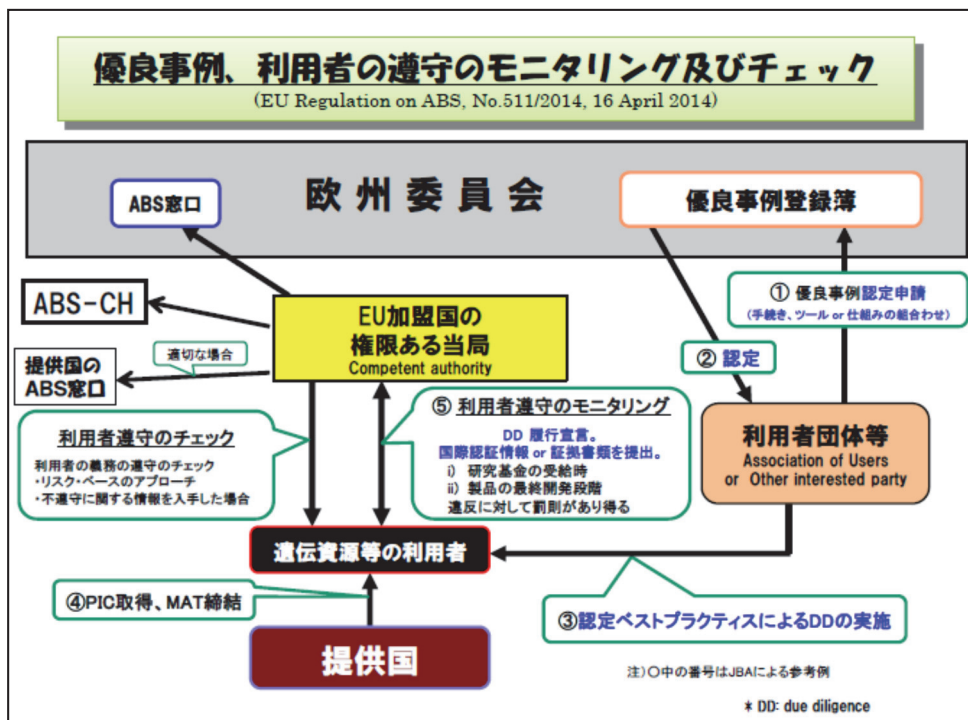 優良事例、利用者の遵守のモニタリング及びチェック
(EU Regulation on ABS, No.511/2014, 16 April 2014)
欧州委員会
ABS窓口
優良事例登録簿
ABS-CH
EU加盟国の
権限ある当局
Competent authority
① 優良事例認定申請
(手続き、ツール or 仕組みの組合わせ)
提供国の
ABS窓口
適切な場合
② 認定
利用者遵守のチェック
利用者の義務の遵守のチェック
・リスク・ベースのアプローチ
・不遵守に関する情報を入手した場合
⑤ 利用者遵守のモニタリング
DD 履行宣言。
国際認証情報 or 証拠書類を提出。
i) 研究基金の受給時
ii) 製品の最終開発段階
違反に対して罰則があり得る
利用者団体等
Association of Users
or Other interested party
遺伝資源等の利用者
④PIC取得、MAT締結
③認定ベストプラクティスによるDDの実施
提供国
注)〇中の番号はJBAによる参考例
* DD: due diligence